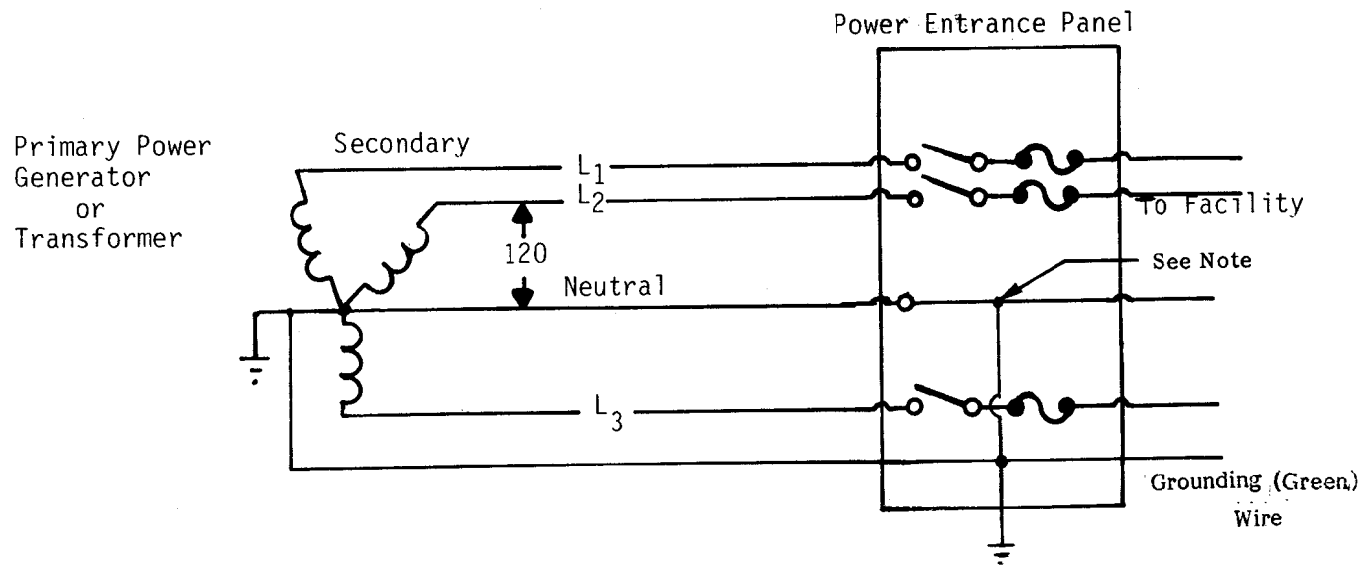 Power Entrance Panel
Primary Power
Generator
or
Transformer
Secondary
L1
L2
To Facility
120
See Note
Neutral
L3
Grounding (Green)
Wire